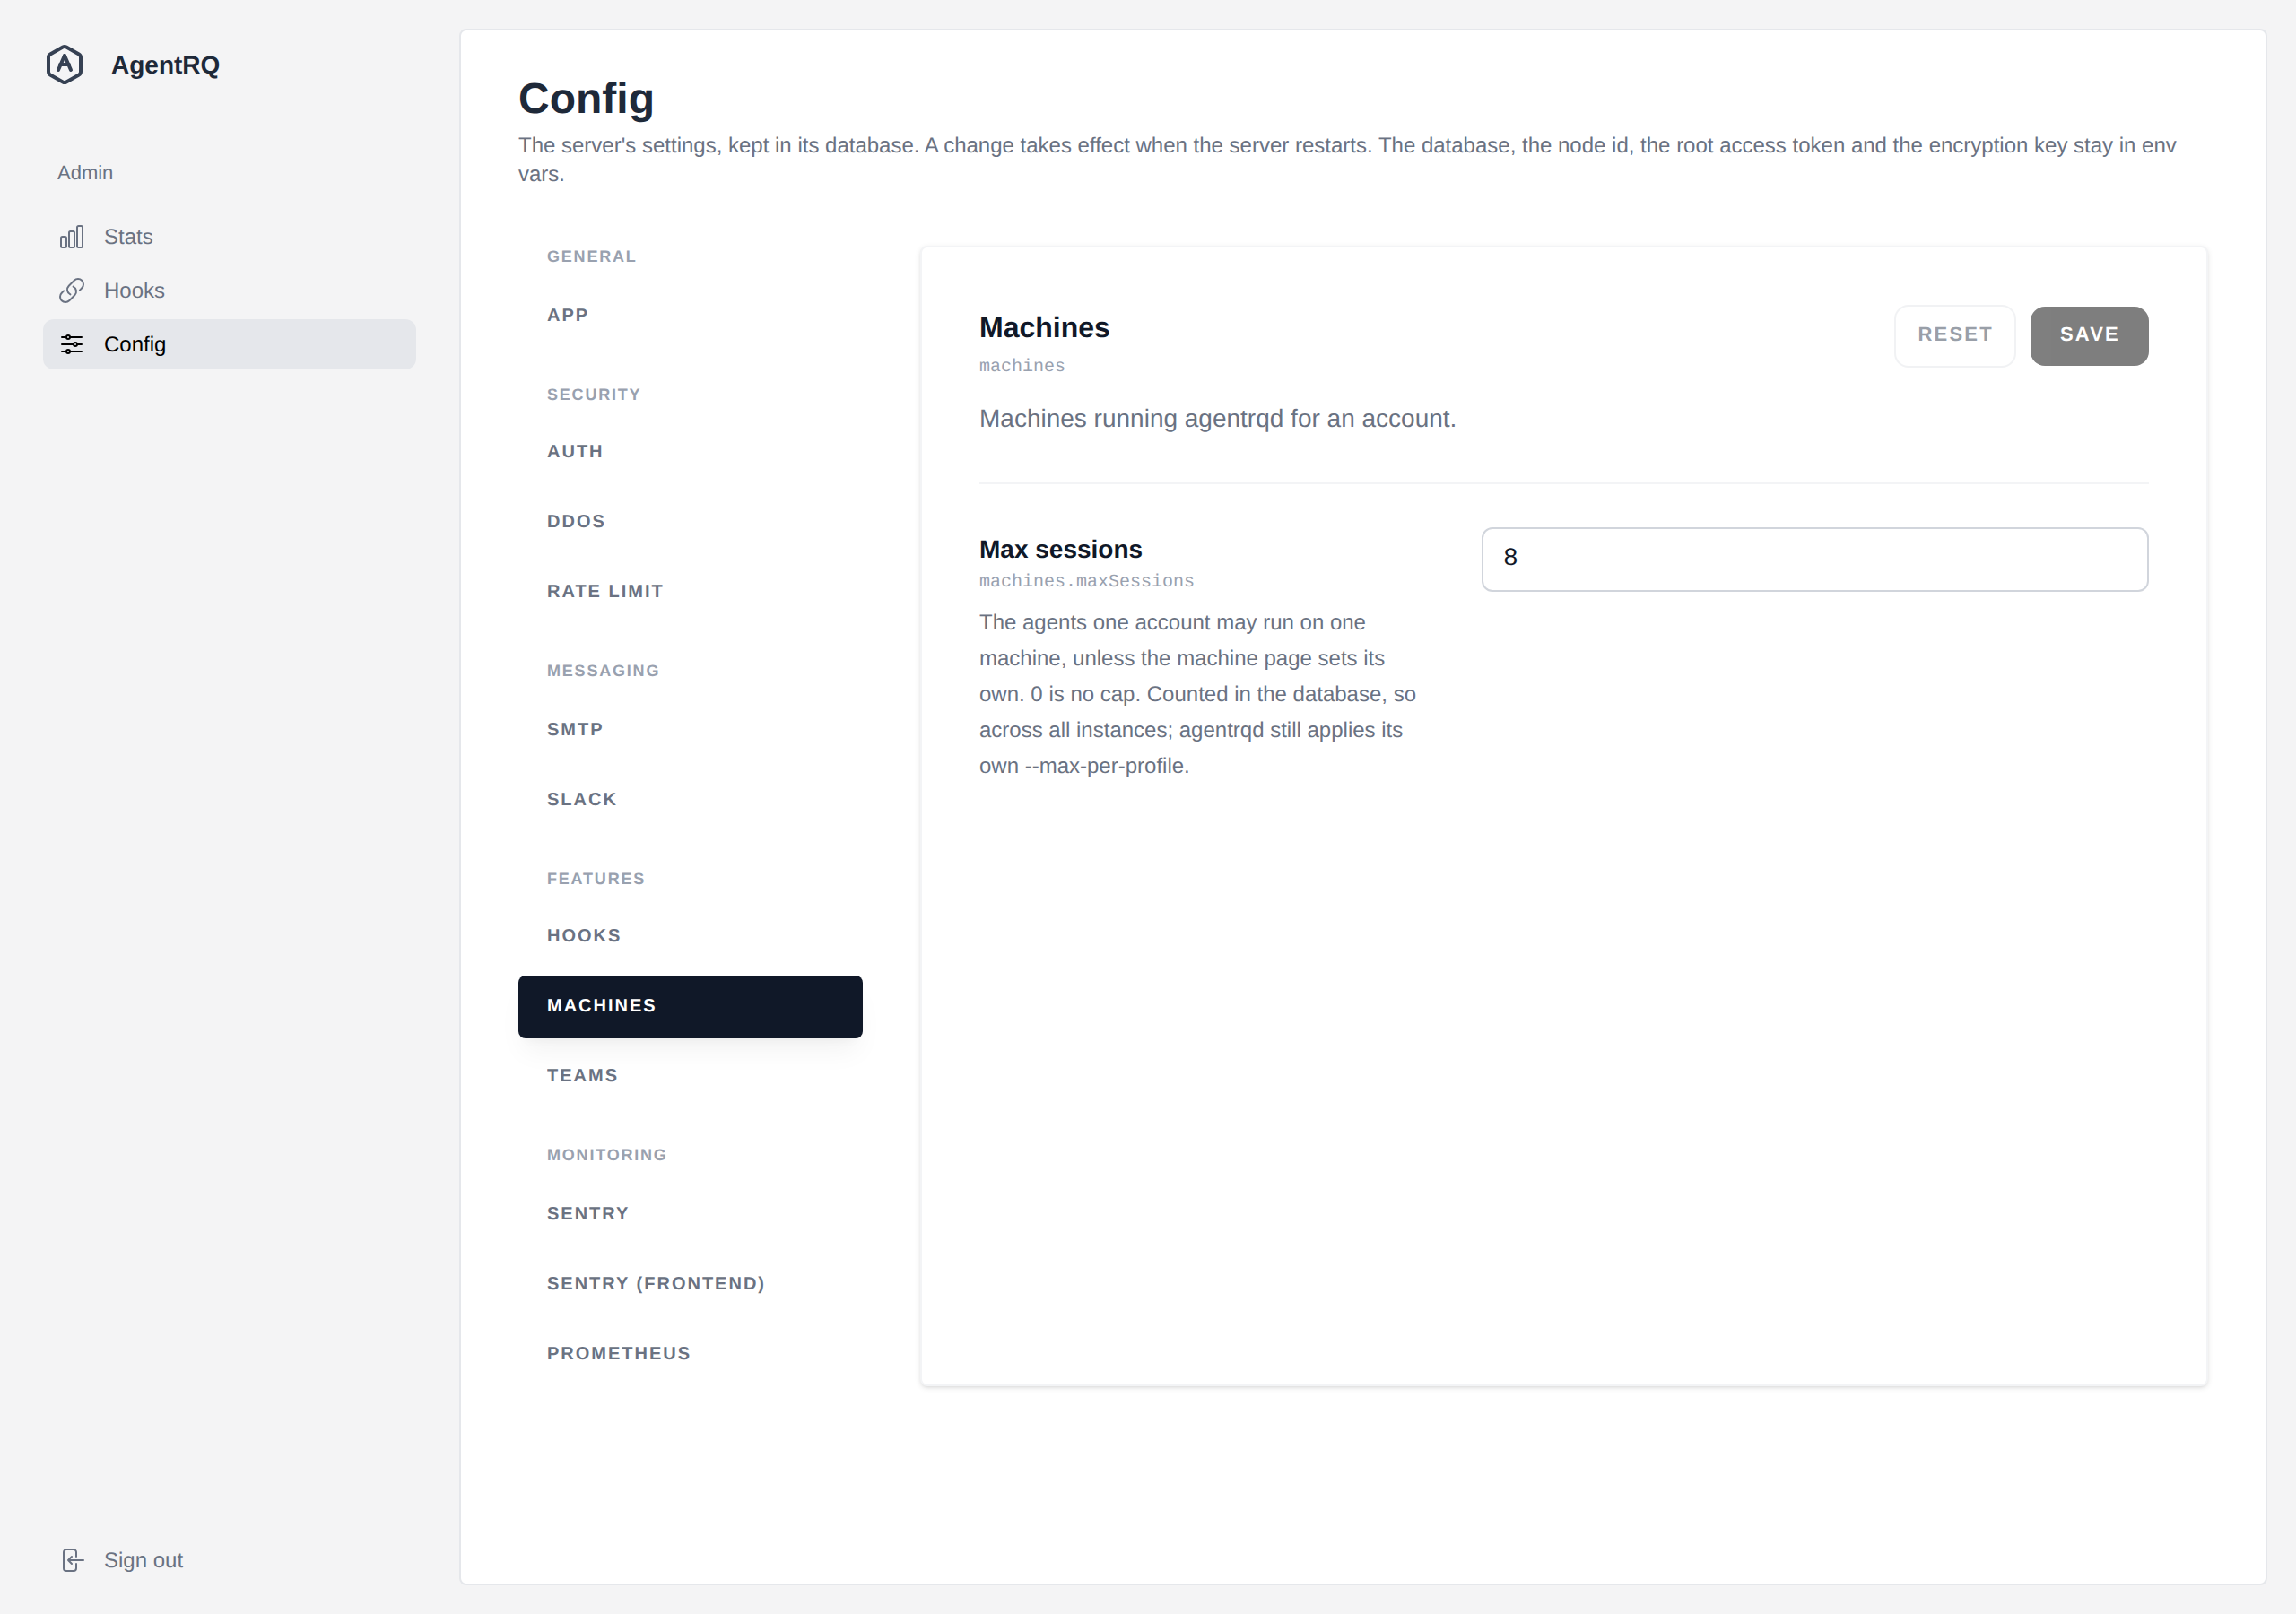 AgentRQ
Admin
Stats
Hooks
Config
Sign out
Config
The server's settings, kept in its database. A change takes effect when the server restarts. The database, the node id, the root access token and the encryption key stay in env
vars.
GENERAL
APP
SECURITY
AUTH
DDOS
RATE LIMIT
MESSAGING
SMTP
SLACK
FEATURES
HOOKS
MACHINES
TEAMS
MONITORING
SENTRY
SENTRY (FRONTEND)
PROMETHEUS
Machines
machines
RESET
SAVE
Machines running agentrqd for an account.
Max sessions
machines.maxSessions
The agents one account may run on one
machine, unless the machine page sets its
own. 0 is no cap. Counted in the database, so
across all instances; agentrqd still applies its
own --max-per-profile.
8